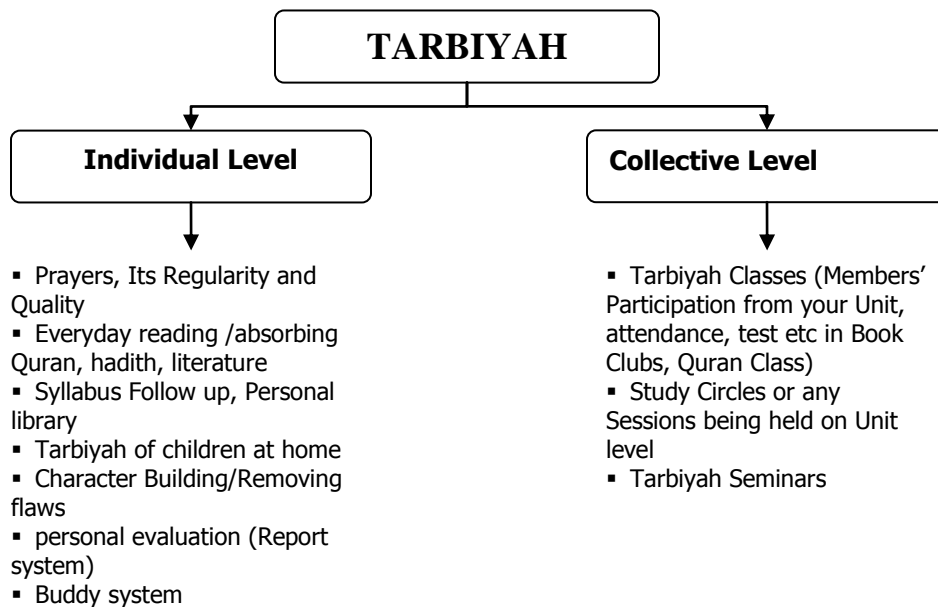 TARBIYAH
Individual Level
▪ Prayers, Its Regularity and
Quality
▪ Everyday reading /absorbing
Quran, hadith, literature
▪ Syllabus Follow up, Personal
library
▪ Tarbiyah of children at home
▪ Character Building/Removing
flaws
▪ personal evaluation (Report
system)
▪ Buddy system
Collective Level
▪ Tarbiyah Classes (Members’
Participation from your Unit,
attendance, test etc in Book
Clubs, Quran Class)
▪ Study Circles or any
Sessions being held on Unit
level
▪ Tarbiyah Seminars